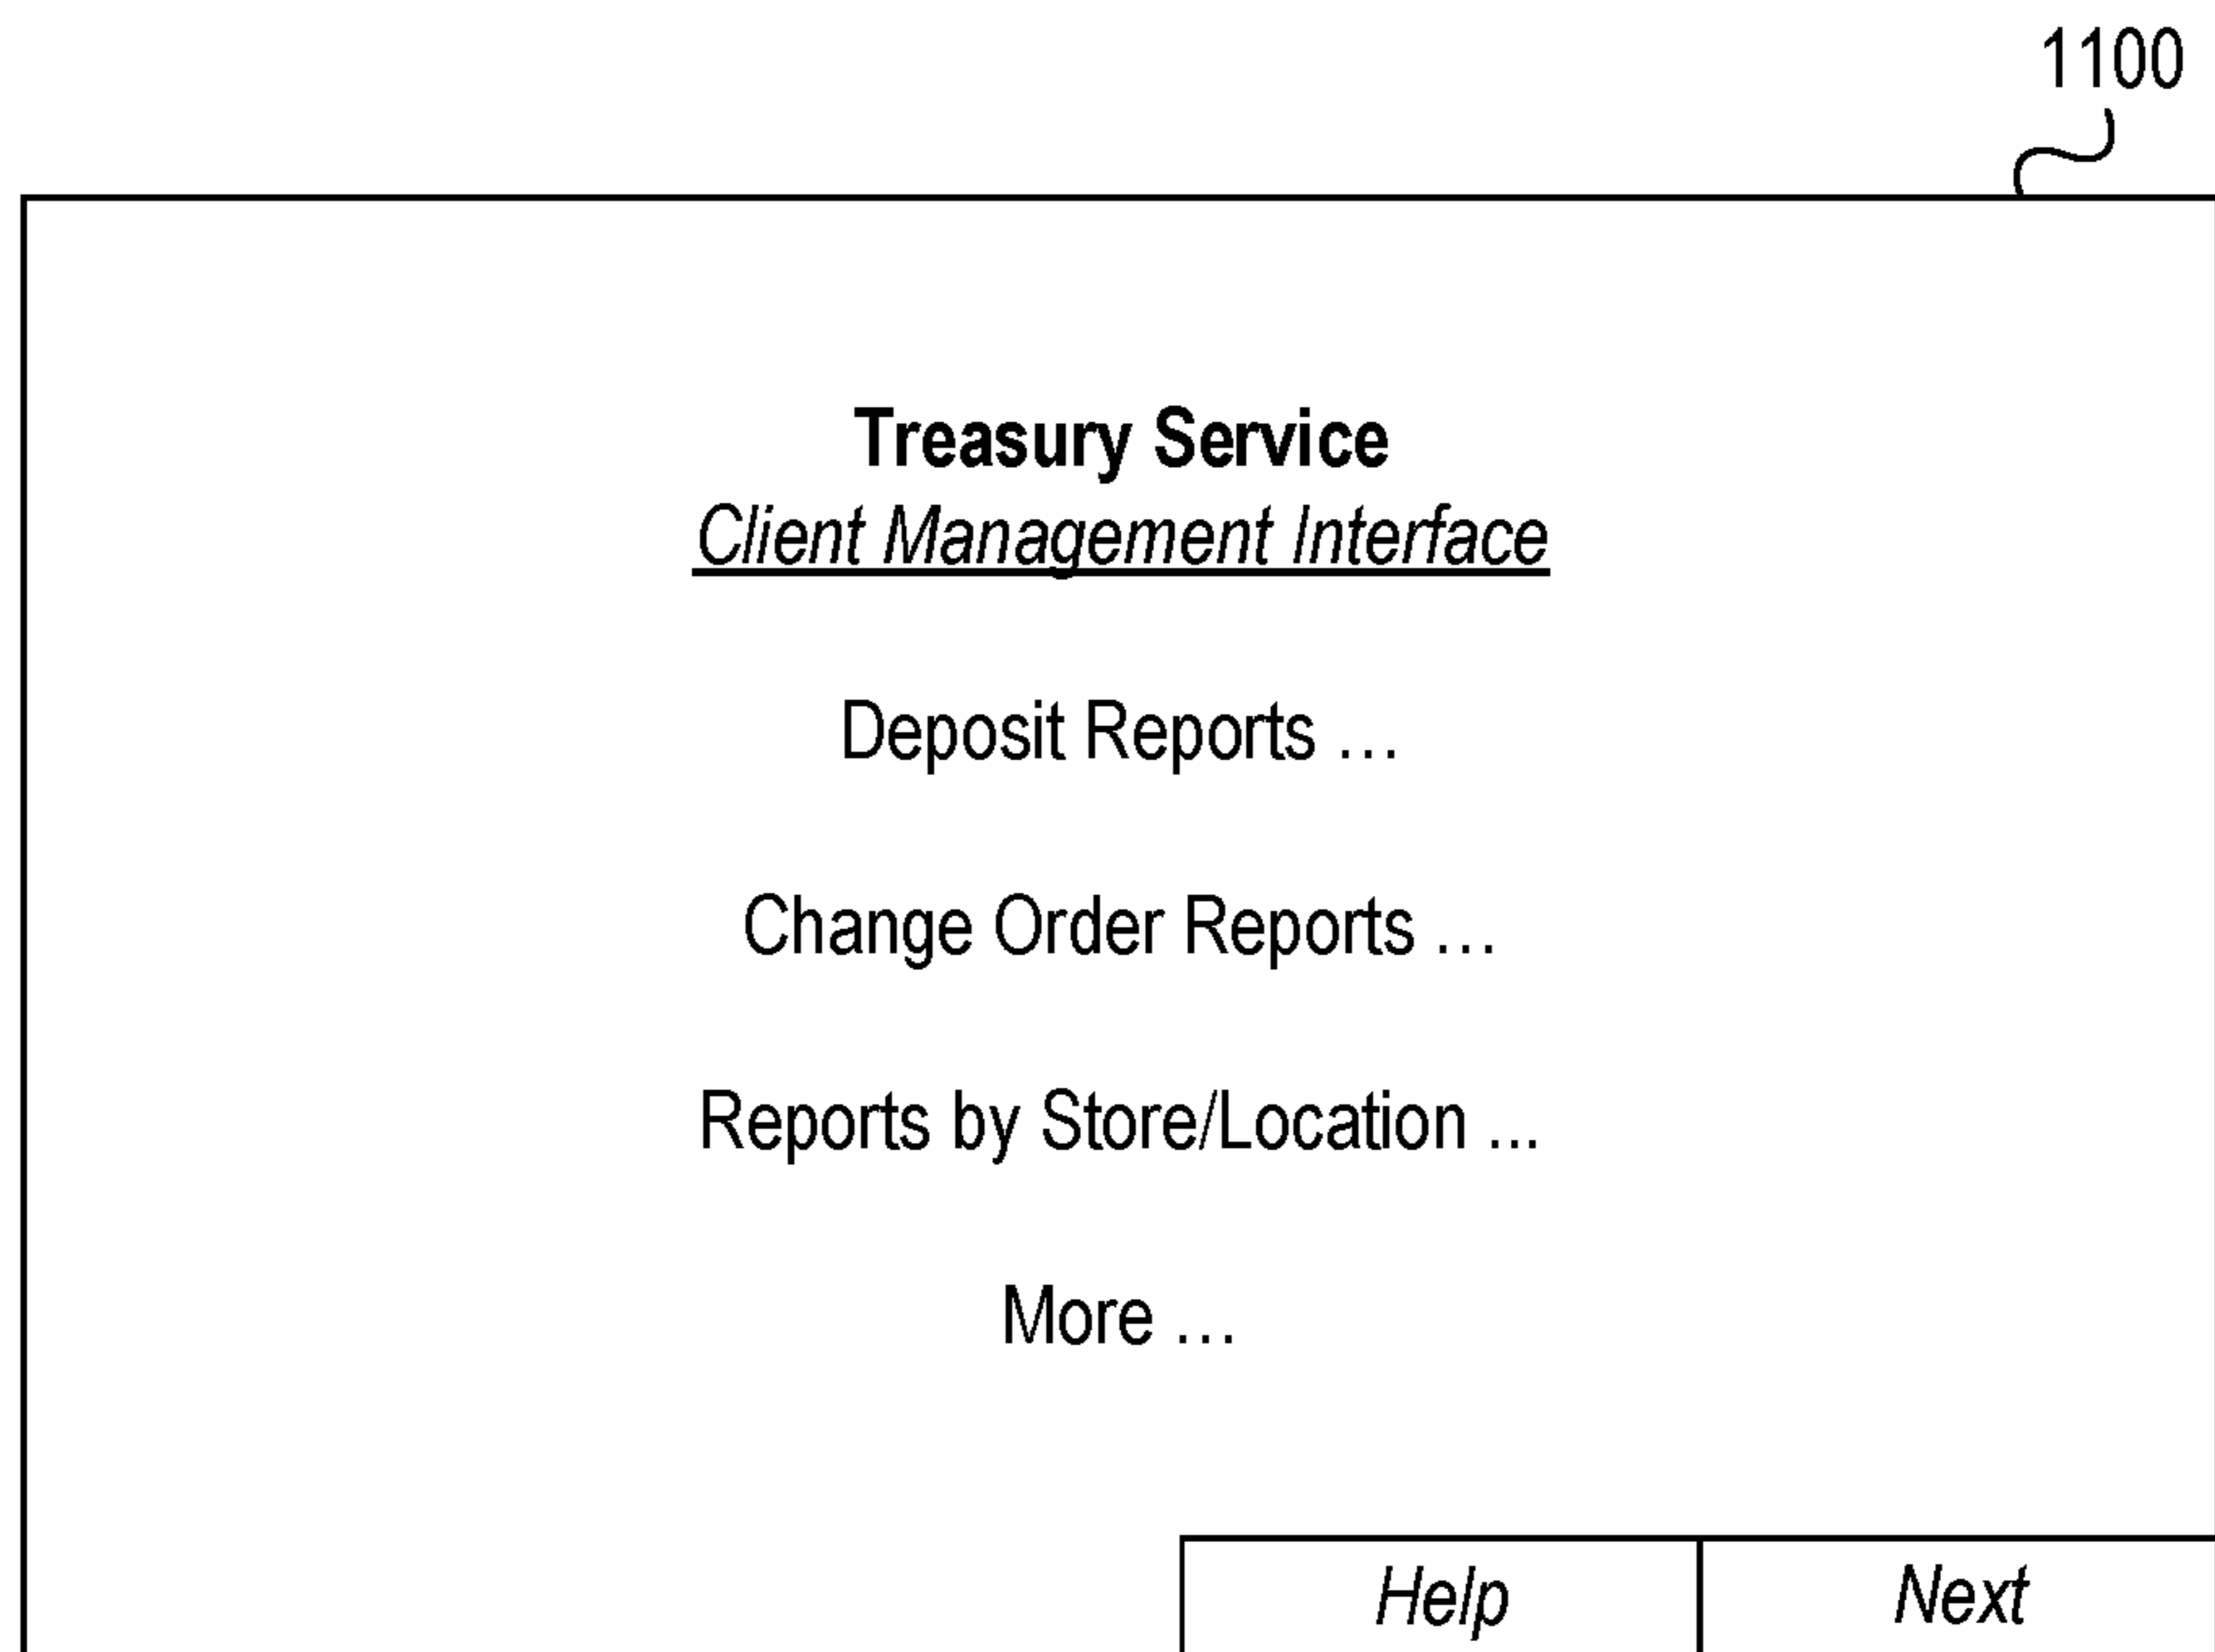 1100
Treasury Service
Client Management Interface
Deposit Reports …
Change Order Reports …
Reports by Store/Location ...
More …
Help Next